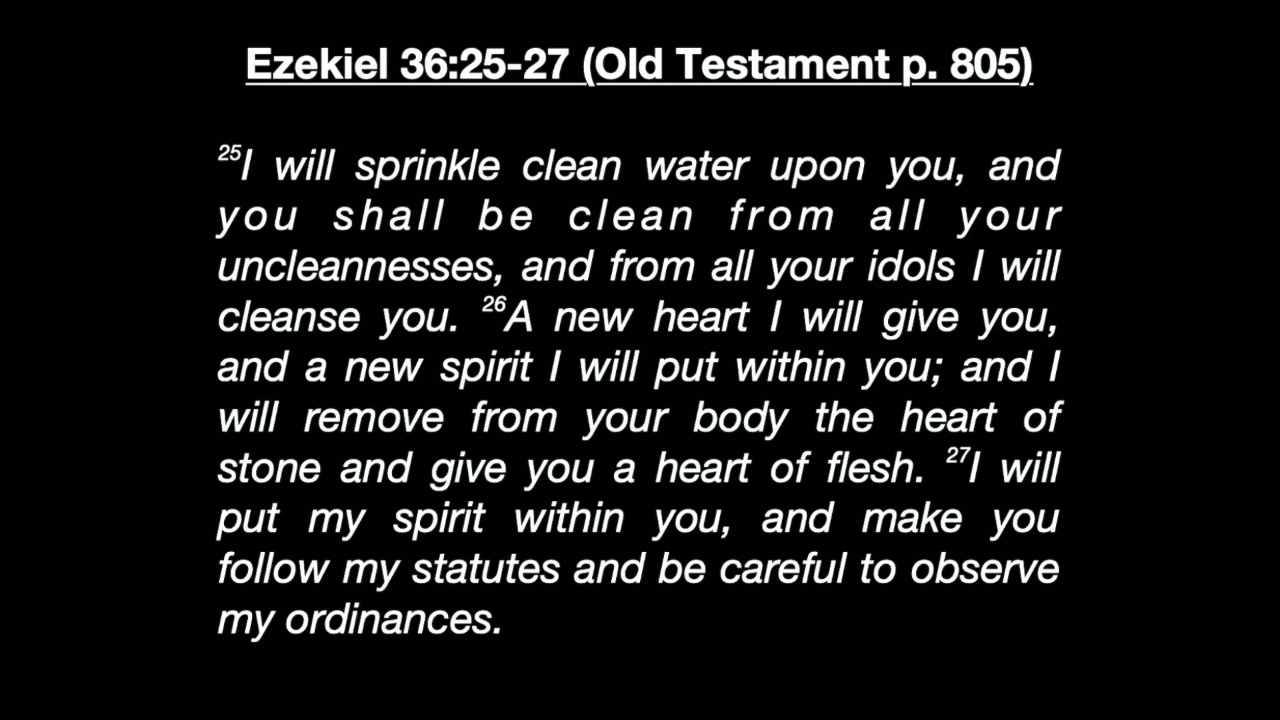 Ezekiel 36:25-27 (Old Testament p. 805)
²⁵I will sprinkle clean water upon you, and
you shall be clean from all your
uncleannesses, and from all your idols I will
cleanse you. ²⁶A new heart I will give you,
and a new spirit I will put within you; and I
will remove from your body the heart of
stone and give you a heart of flesh. ²⁷I will
put my spirit within you, and make you
follow my statutes and be careful to observe
my ordinances.